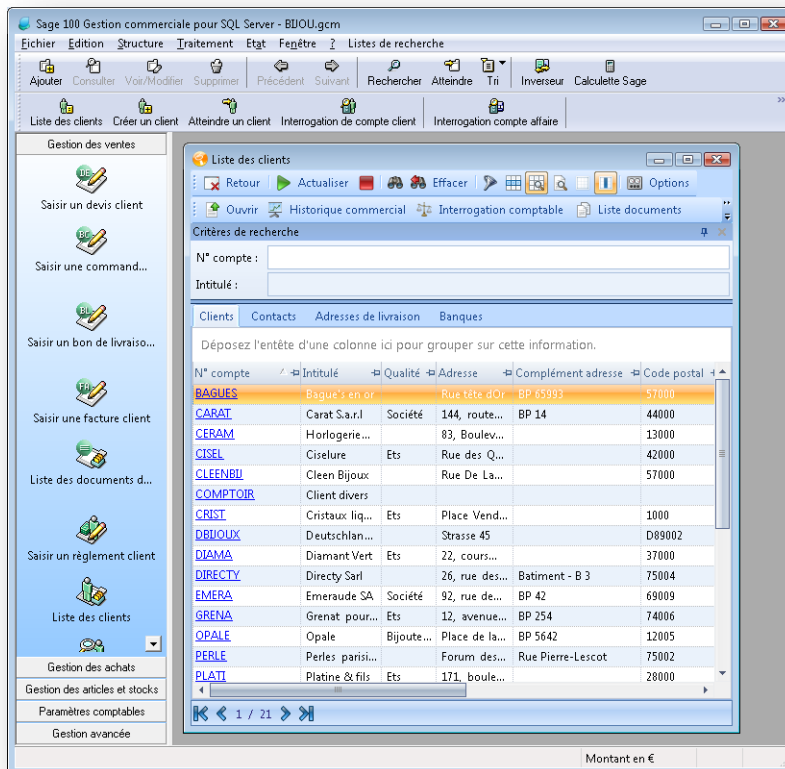 Sage 100 Gestion commerciale pour SQL Server - BIJOU.gcm
Fichier Edition Structure Traitement Etat Fenêtre ? Listes de recherche
Ajouter Consulter Voir/Modifier Supprimer Précédent Suivant Rechercher Atteindre Tri Inverseur Calculette Sage
Liste des clients Créer un client Atteindre un client Interrogation de compte client Interrogation compte affaire
Gestion des ventes
Saisir un devis client
Saisir une command...
Saisir un bon de livraiso...
Saisir une facture client
Liste des documents d...
Saisir un règlement client
Liste des clients
Gestion des achats
Gestion des articles et stocks
Paramètres comptables
Gestion avancée
Liste des clients
Retour Actualiser Effacer Options
Ouvrir Historique commercial Interrogation comptable Liste documents
Critères de recherche
N° compte :
Intitulé :
Clients Contacts Adresses de livraison Banques
Déposez l'entête d'une colonne ici pour grouper sur cette information.
N° compte Intitulé Qualité Adresse Complément adresse Code postal
BAGUES Bague's en or Rue tête dOr BP 65993 57000
CARAT Carat S.a.r.l Société 144, route... BP 14 44000
CERAM Horlogerie... 83, Boulev... 13000
CISEL Ciselure Ets Rue des Q... 42000
CLEENBIJ Cleen Bijoux Rue De La... 57000
COMPTOIR Client divers
CRIST Cristaux liq... Ets Place Vend... 1000
DBIJOUX Deutschlan... Strasse 45 D89002
DIAMA Diamant Vert Ets 22, cours... 37000
DIRECTY Directy Sarl 26, rue des... Batiment - B 3 75004
EMERA Emeraude SA Société 92, rue de... BP 42 69009
GRENA Grenat pour... Ets 12, avenue... BP 254 74006
OPALE Opale Bijoute... Place de la... BP 5642 12005
PERLE Perles parisi... Forum des... Rue Pierre-Lescot 75002
PLATI Platine & fils Ets 171, boule... 28000
1 / 21
Montant en €